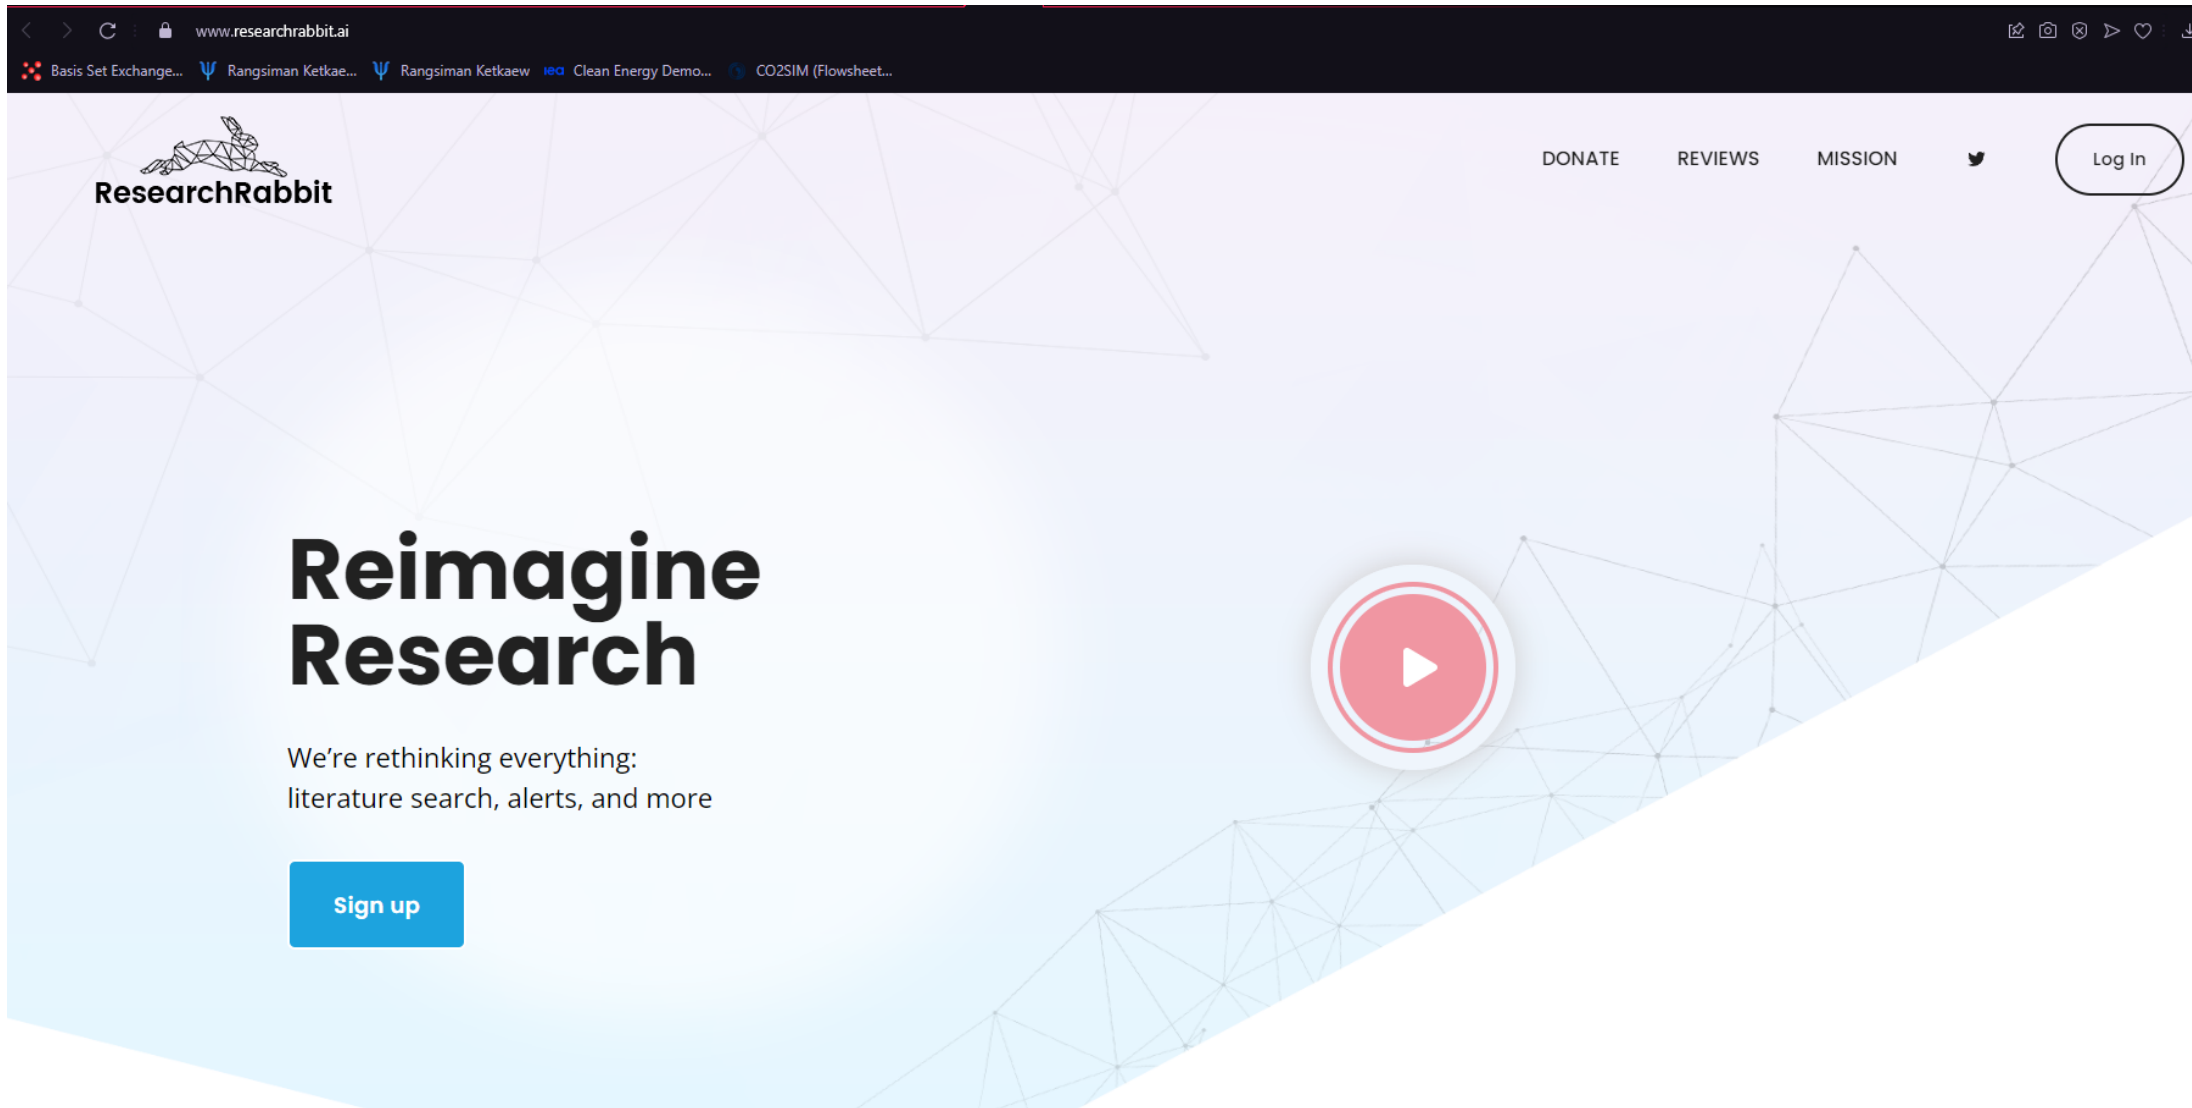 www.researchrabbit.ai
Basis Set Exchange... Rangsiman Ketkae... Rangsiman Ketkaew iea Clean Energy Demo... CO2SIM (Flowsheet...
ResearchRabbit
DONATE REVIEWS MISSION Log In
Reimagine
Research
We’re rethinking everything:
literature search, alerts, and more
Sign up